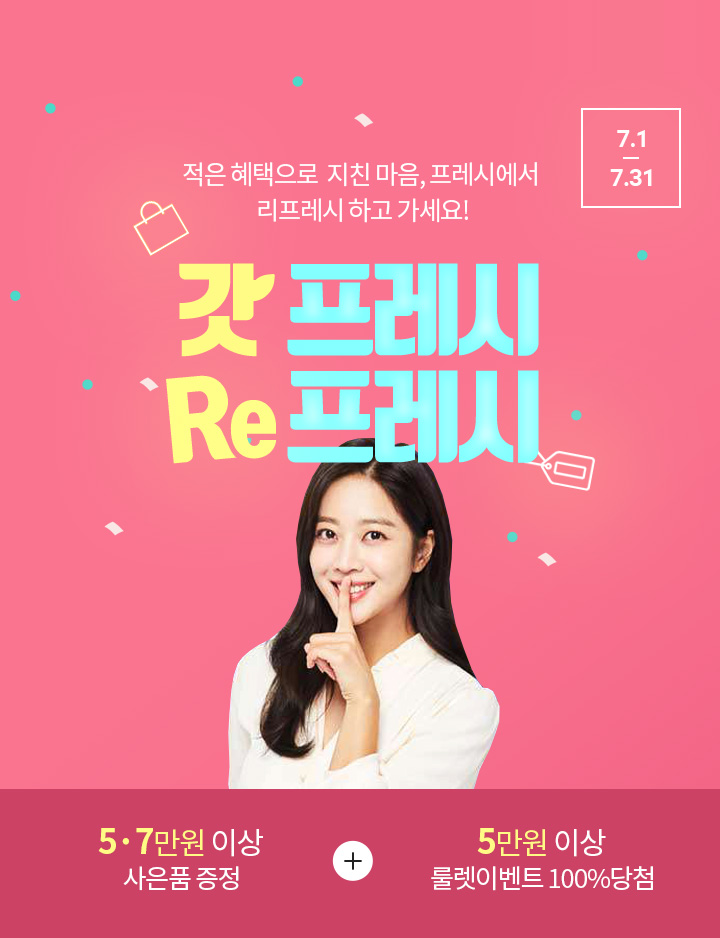 7.1
7.31
적은 혜택으로 지친 마음, 프레시에서
리프레시 하고 가세요!
갓 프레시
Re 프레시
5·7만원 이상
사은품 증정
+
5만원 이상
룰렛이벤트 100%당첨